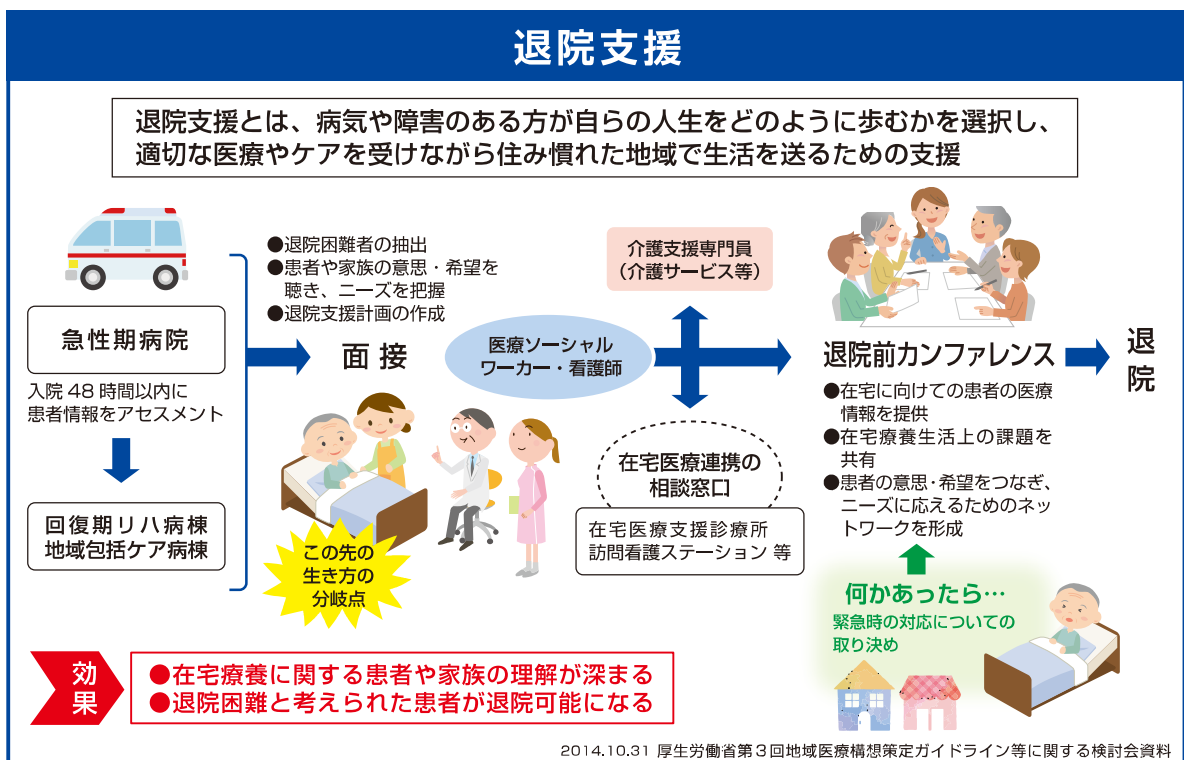 退院支援
退院支援とは、病気や障害のある方が自らの人生をどのように歩むかを選択し、
適切な医療やケアを受けながら住み慣れた地域で生活を送るための支援
急性期病院
入院 48 時間以内に
患者情報をアセスメント
回復期リハ病棟
地域包括ケア病棟
●退院困難者の抽出
●患者や家族の意思・希望を
聴き、ニーズを把握
●退院支援計画の作成
面接
この先の
生き方の
分岐点
医療ソーシャル
ワーカー・看護師
介護支援専門員
（介護サービス等）
在宅医療連携の
相談窓口
在宅医療支援診療所
訪問看護ステーション 等
退院前カンファレンス
●在宅に向けての患者の医療
情報を提供
●在宅療養生活上の課題を
共有
●患者の意思・希望をつなぎ、
ニーズに応えるためのネッ
トワークを形成
何かあったら…
緊急時の対応についての
取り決め
退院
効果
●在宅療養に関する患者や家族の理解が深まる
●退院困難と考えられた患者が退院可能になる
2014.10.31 厚生労働省第３回地域医療構想策定ガイドライン等に関する検討会資料